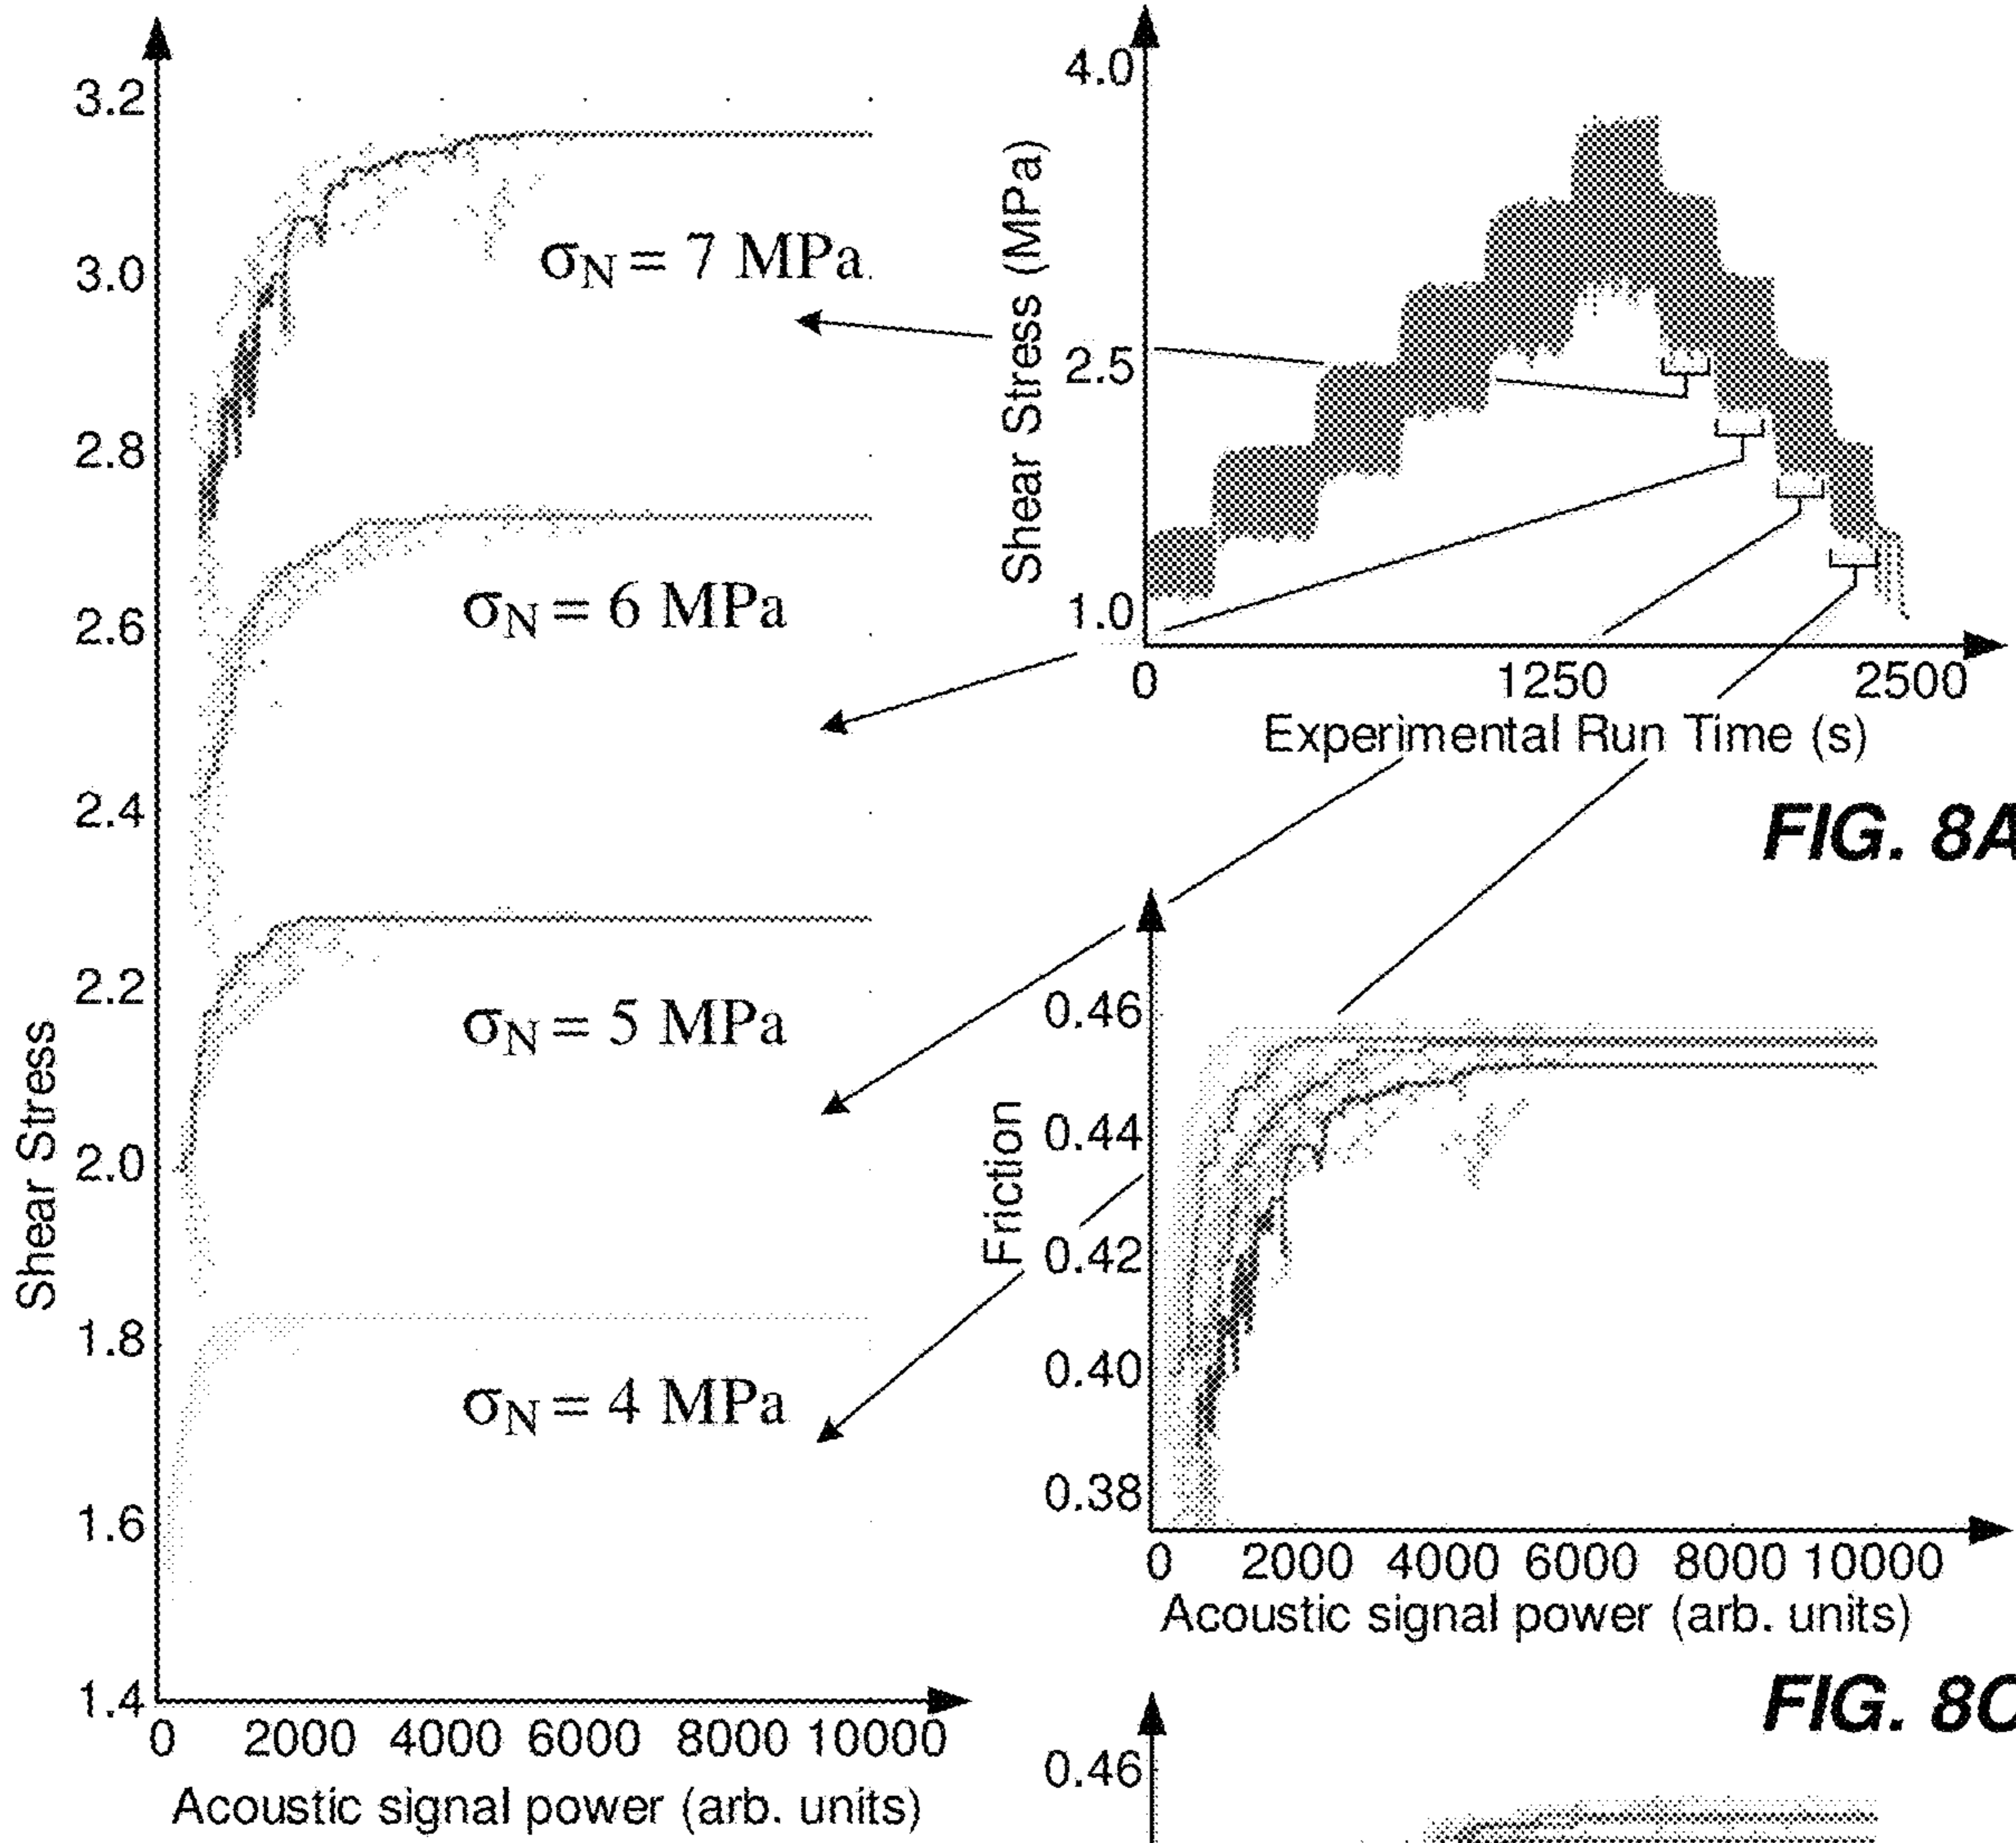 3.2
3.0
2.8
2.6
2.4
2.2
2.0
1.8
1.6
1.4
Shear Stress
σN = 7 MPa
σN = 6 MPa
σN = 5 MPa
σN = 4 MPa
0 2000 4000 6000 8000 10000
Acoustic signal power (arb. units)
4.0
2.5
1.0
Shear Stress (MPa)
0 1250 2500
Experimental Run Time (s)
FIG. 8A
0.46
0.44
0.42
0.40
0.38
Friction
0 2000 4000 6000 8000 10000
Acoustic signal power (arb. units)
FIG. 8C
0.46